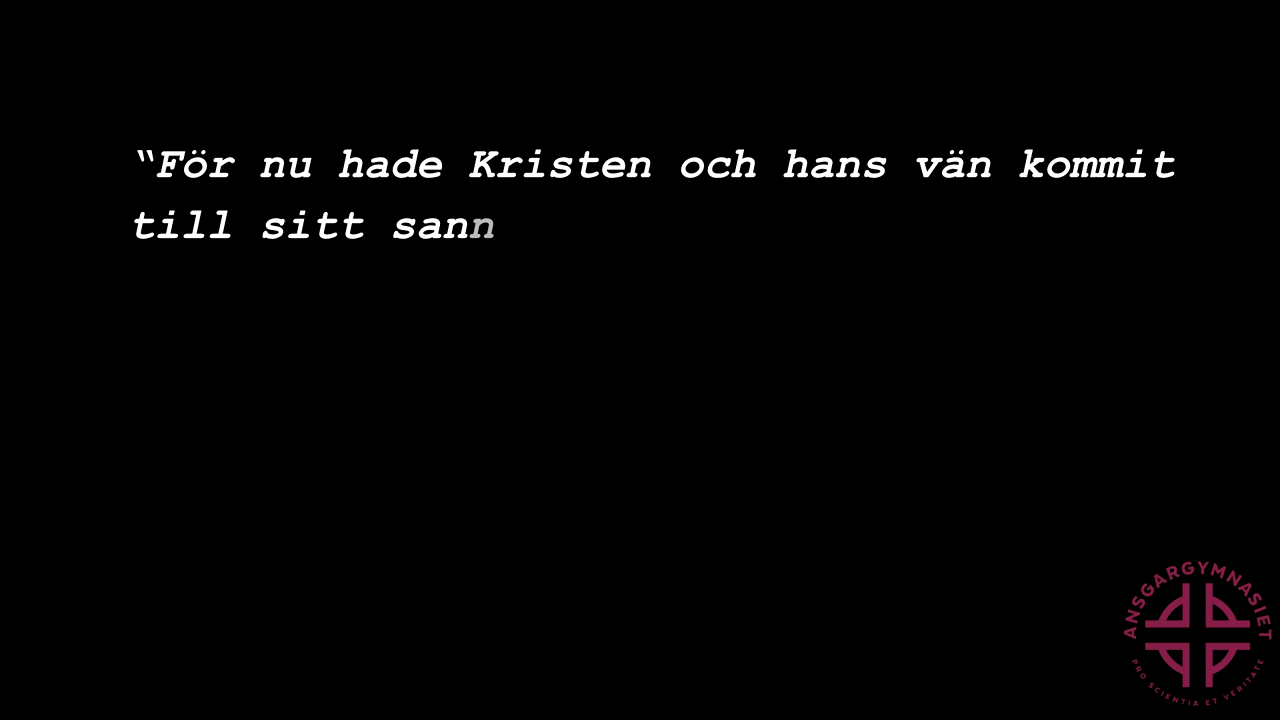 “För nu hade Kristen och hans vän kommit
till sitt sann
ANSGARGYMNASIET
PRO SCIENTIA ET VERITATE